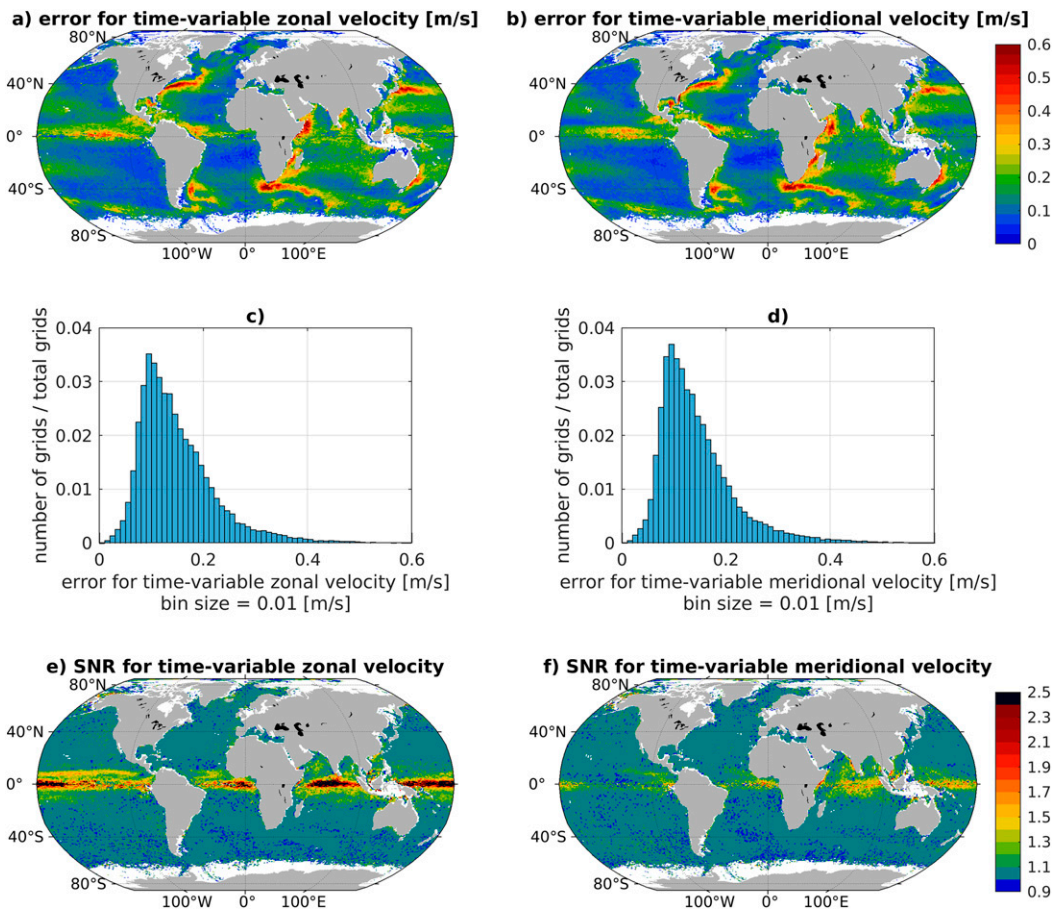 a) error for time-variable zonal velocity [m/s]
80°N
40°N
0°
40°S
80°S
100°W
0°
100°E
b) error for time-variable meridional velocity [m/s]
80°N
40°N
0°
40°S
80°S
100°W
0°
100°E
0.6
0.5
0.4
0.3
0.2
0.1
0
c)
number of grids / total grids
0.04
0.03
0.02
0.01
0
0
0.2
0.4
0.6
error for time-variable zonal velocity [m/s]
bin size = 0.01 [m/s]
d)
number of grids / total grids
0.04
0.03
0.02
0.01
0
0
0.2
0.4
0.6
error for time-variable meridional velocity [m/s]
bin size = 0.01 [m/s]
e) SNR for time-variable zonal velocity
80°N
40°N
0°
40°S
80°S
100°W
0°
100°E
f) SNR for time-variable meridional velocity
80°N
40°N
0°
40°S
80°S
100°W
0°
100°E
2.5
2.3
2.1
1.9
1.7
1.5
1.3
1.1
0.9